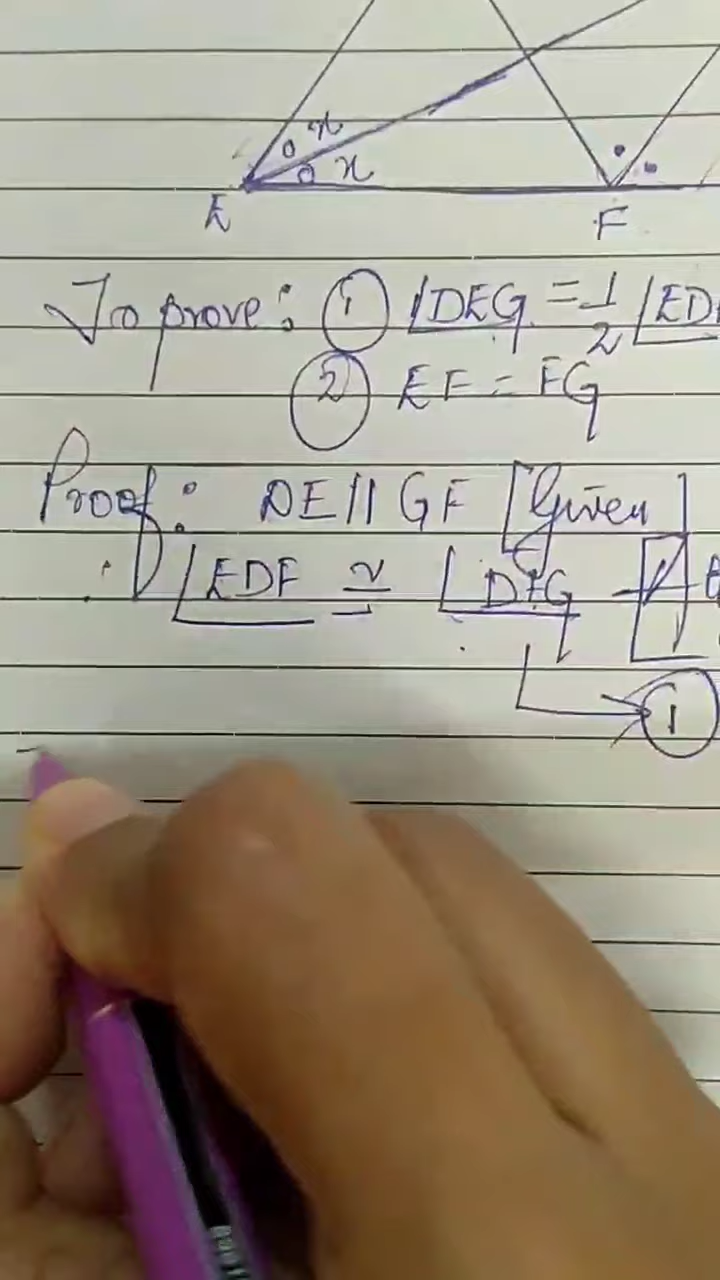 x
x
E F
To prove: ① ∠DEG = 1/2 ∠ED
② EF = FG
Proof: DE || GF [Given]
∠EDF ≅ ∠DFG
1